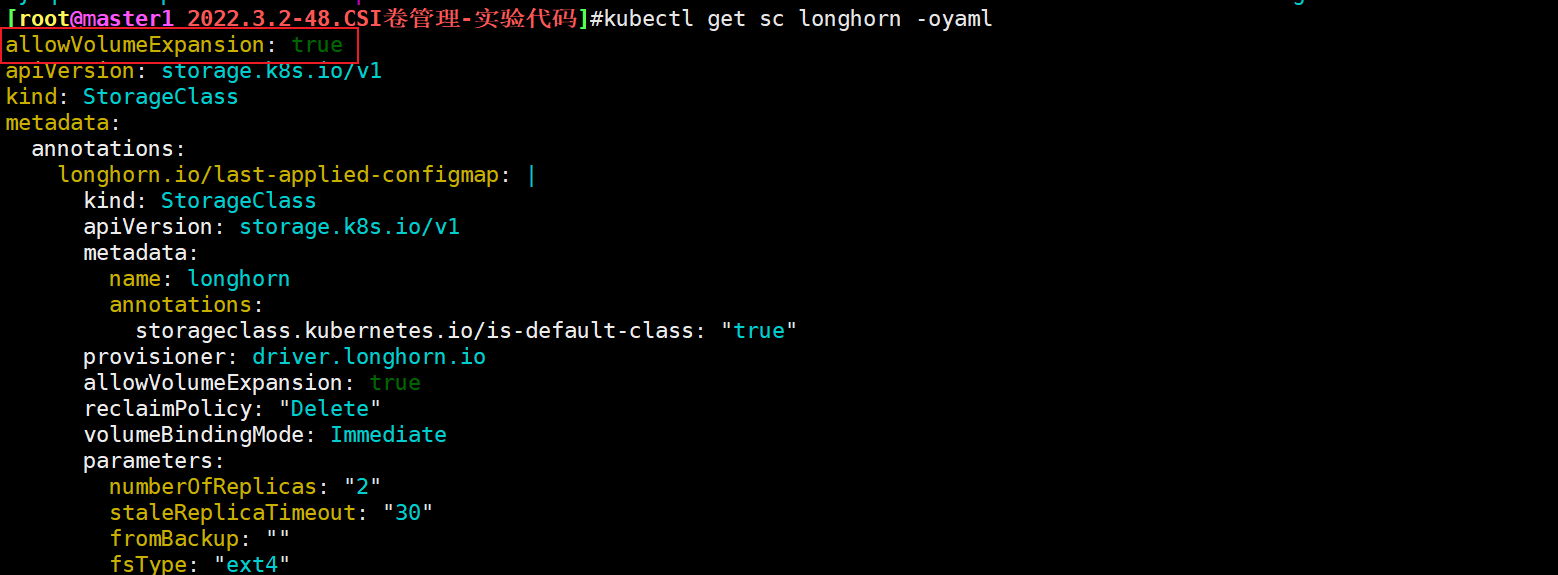 [root@master1 2022.3.2-48.CSI卷管理-实验代码]#kubectl get sc longhorn -oyaml
allowVolumeExpansion: true
apiVersion: storage.k8s.io/v1
kind: StorageClass
metadata:
  annotations:
    longhorn.io/last-applied-configmap: |
      kind: StorageClass
      apiVersion: storage.k8s.io/v1
      metadata:
        name: longhorn
        annotations:
          storageclass.kubernetes.io/is-default-class: "true"
      provisioner: driver.longhorn.io
      allowVolumeExpansion: true
      reclaimPolicy: "Delete"
      volumeBindingMode: Immediate
      parameters:
        numberOfReplicas: "2"
        staleReplicaTimeout: "30"
        fromBackup: ""
        fsType: "ext4"